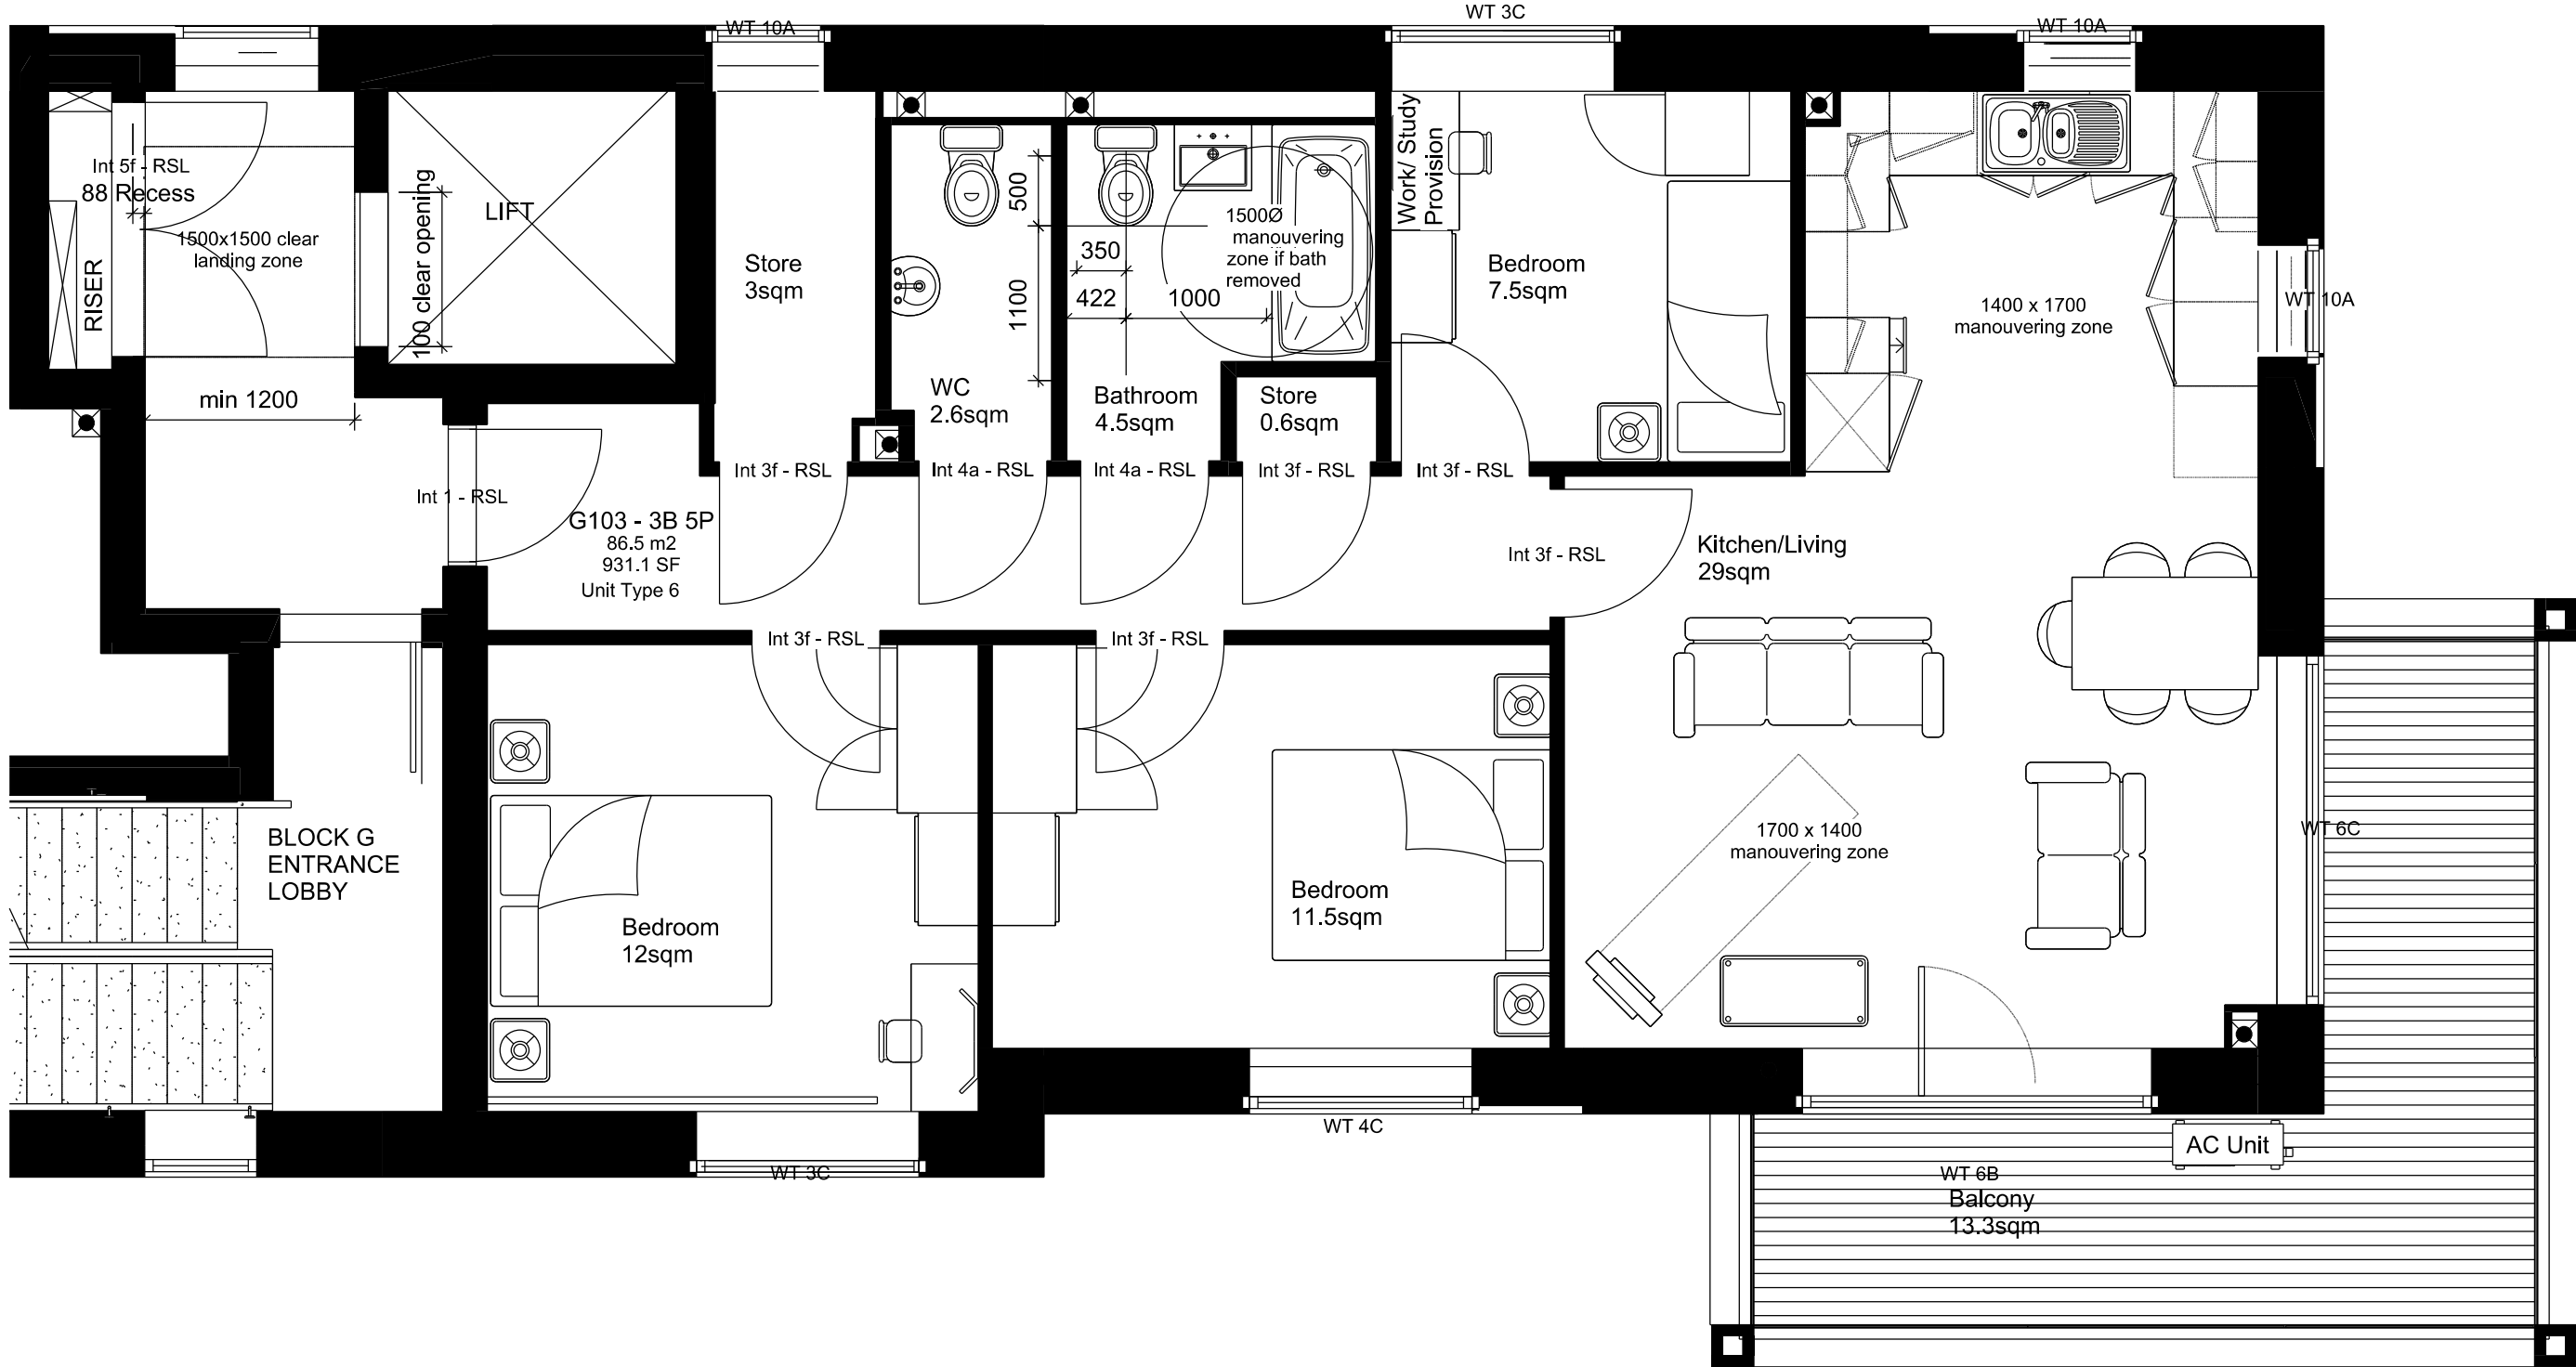 WT 3C
WT 10A
WT 10A
Int 5f - RSL
88 Recess
RISER
1500x1500 clear
landing zone
100 clear opening
LIFT
min 1200
Store
3sqm
WC
2.6sqm
500
1100
350
422
1000
1500Ø
manouvering
zone if bath
removed
Bathroom
4.5sqm
Store
0.6sqm
Work/ Study
Provision
Bedroom
7.5sqm
1400 x 1700
manouvering zone
WT 10A
Int 3f - RSL
Int 4a - RSL
Int 4a - RSL
Int 3f - RSL
Int 3f - RSL
Int 1 - RSL
G103 - 3B 5P
86.5 m2
931.1 SF
Unit Type 6
Int 3f - RSL
Kitchen/Living
29sqm
Int 3f - RSL
Int 3f - RSL
BLOCK G
ENTRANCE
LOBBY
Bedroom
12sqm
Bedroom
11.5sqm
1700 x 1400
manouvering zone
WT 6C
WT 3C
WT 4C
AC Unit
WT 6B
Balcony
13.3sqm